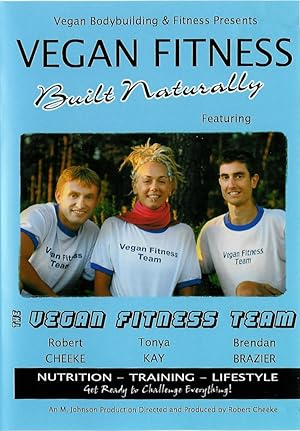 Vegan Bodybuilding & Fitness Presents
VEGAN FITNESS
Built Naturally
Featuring
Vegan Fitness
Team
Vegan Fitness
Team
Vegan Fitness
Team
THE VEGAN FITNESS TEAM
Robert Tonya Brendan
CHEEKE KAY BRAZIER
NUTRITION – TRAINING – LIFESTYLE
Get Ready to Challenge Everything!
An M. Johnson Production Directed and Produced by Robert Cheeke